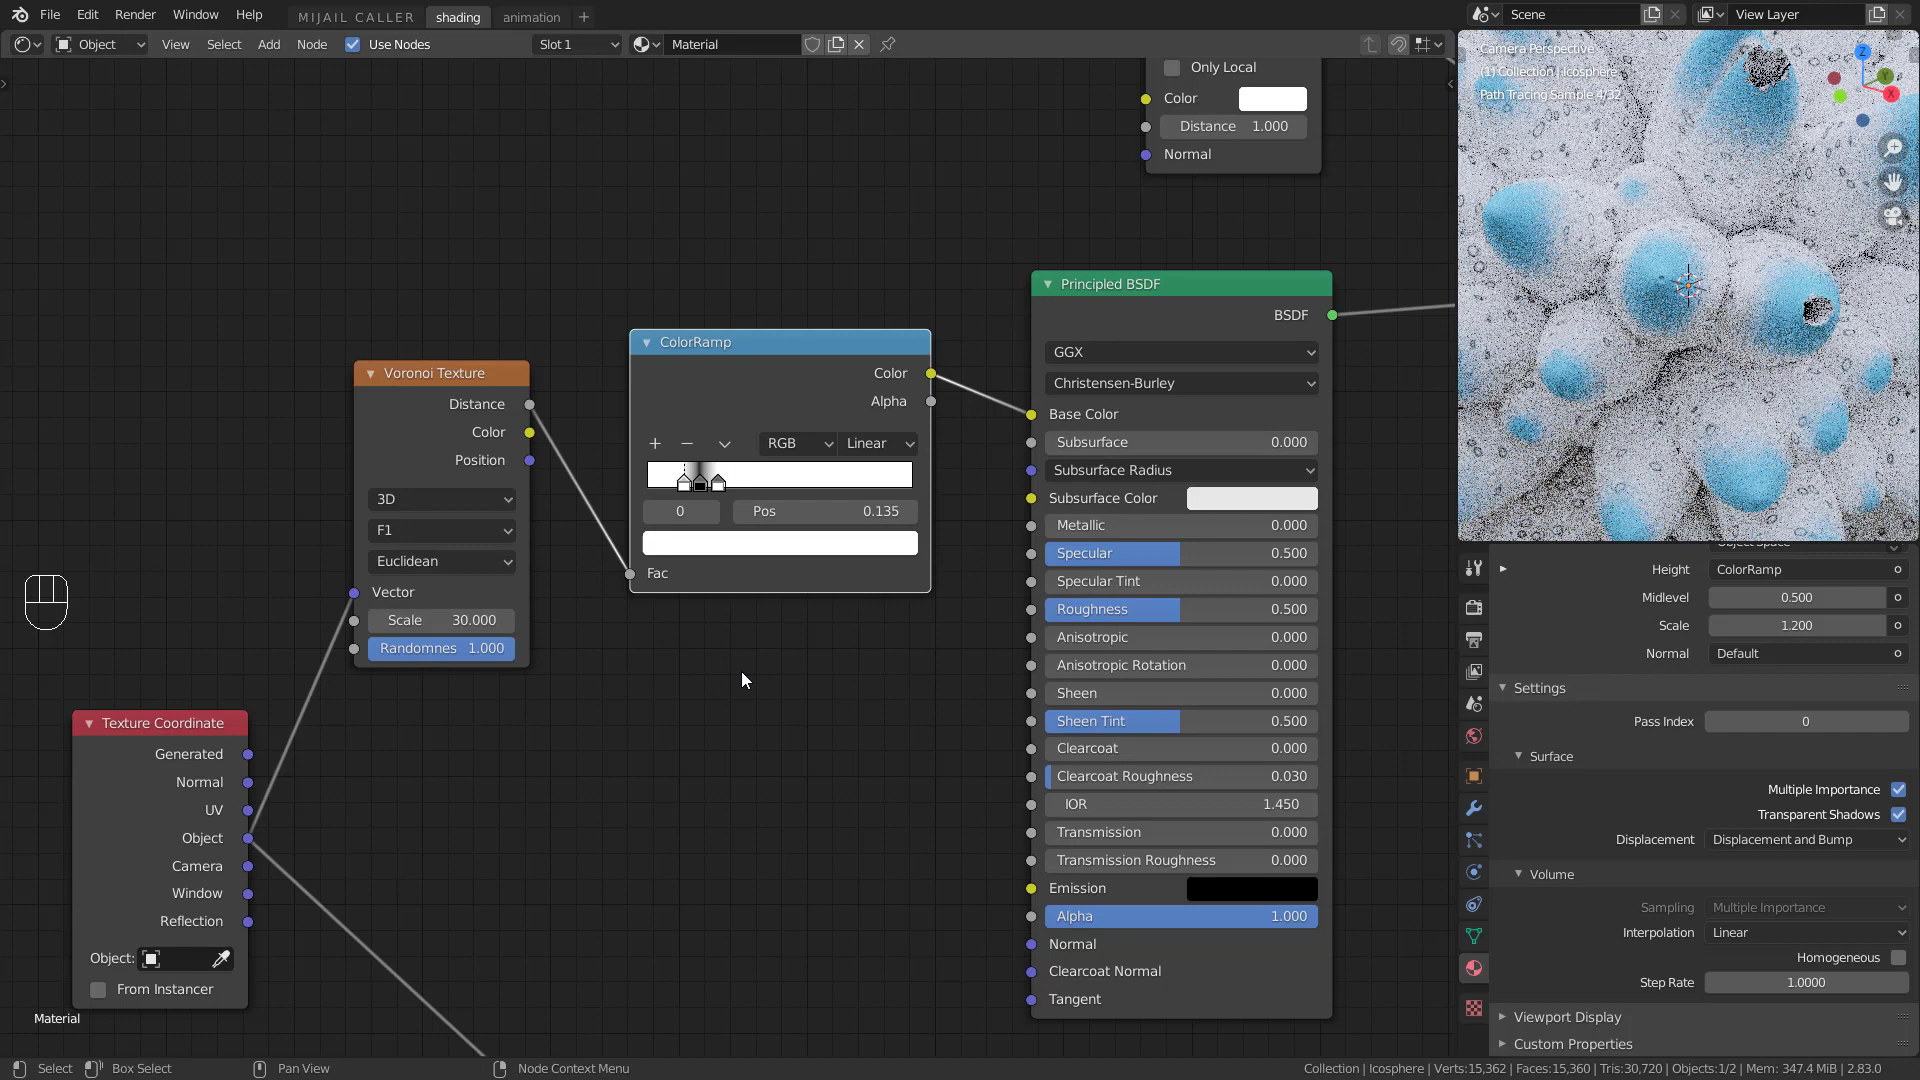 File Edit Render Window Help MIJAIL CALLER shading animation + Scene View Layer
Object View Select Add Node Use Nodes Slot 1 Material
Only Local
Color
Distance 1.000
Normal
Camera Perspective
(1) Collection | Icosphere
Path Tracing Sample 4/32
Z
Y
X
Principled BSDF
BSDF
GGX
Christensen-Burley
Base Color
Subsurface 0.000
Subsurface Radius
Subsurface Color
Metallic 0.000
Specular 0.500
Specular Tint 0.000
Roughness 0.500
Anisotropic 0.000
Anisotropic Rotation 0.000
Sheen 0.000
Sheen Tint 0.500
Clearcoat 0.000
Clearcoat Roughness 0.030
IOR 1.450
Transmission 0.000
Transmission Roughness 0.000
Emission
Alpha 1.000
Normal
Clearcoat Normal
Tangent
ColorRamp
Color
Alpha
+ − RGB Linear
0 Pos 0.135
Fac
Voronoi Texture
Distance
Color
Position
3D
F1
Euclidean
Vector
Scale 30.000
Randomnes 1.000
Texture Coordinate
Generated
Normal
UV
Object
Camera
Window
Reflection
Object:
From Instancer
Material
Object Space
Height ColorRamp
Midlevel 0.500
Scale 1.200
Normal Default
Settings
Pass Index 0
Surface
Multiple Importance
Transparent Shadows
Displacement Displacement and Bump
Volume
Sampling Multiple Importance
Interpolation Linear
Homogeneous
Step Rate 1.0000
Viewport Display
Custom Properties
Select Box Select Pan View Node Context Menu Collection | Icosphere | Verts:15,362 | Faces:15,360 | Tris:30,720 | Objects:1/2 | Mem: 347.4 MiB | 2.83.0